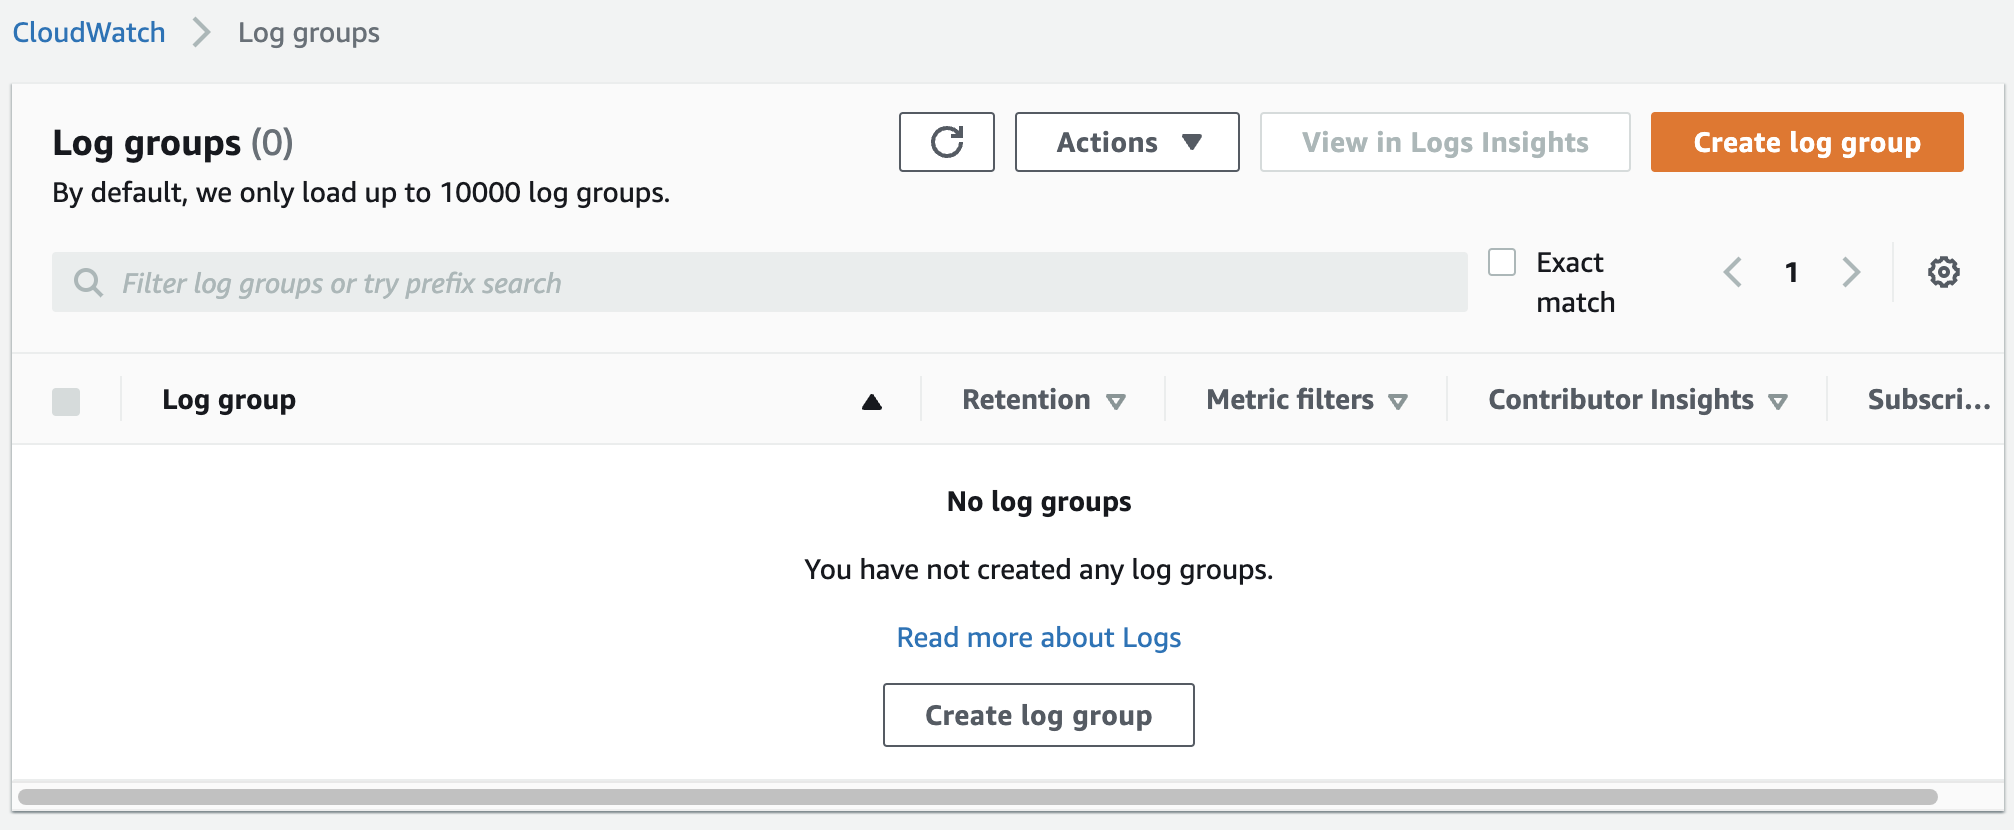 CloudWatch > Log groups
Log groups (0)
By default, we only load up to 10000 log groups.
Actions
View in Logs Insights
Create log group
Filter log groups or try prefix search
Exact
match
1
Log group Retention Metric filters Contributor Insights Subscri...
No log groups
You have not created any log groups.
Read more about Logs
Create log group